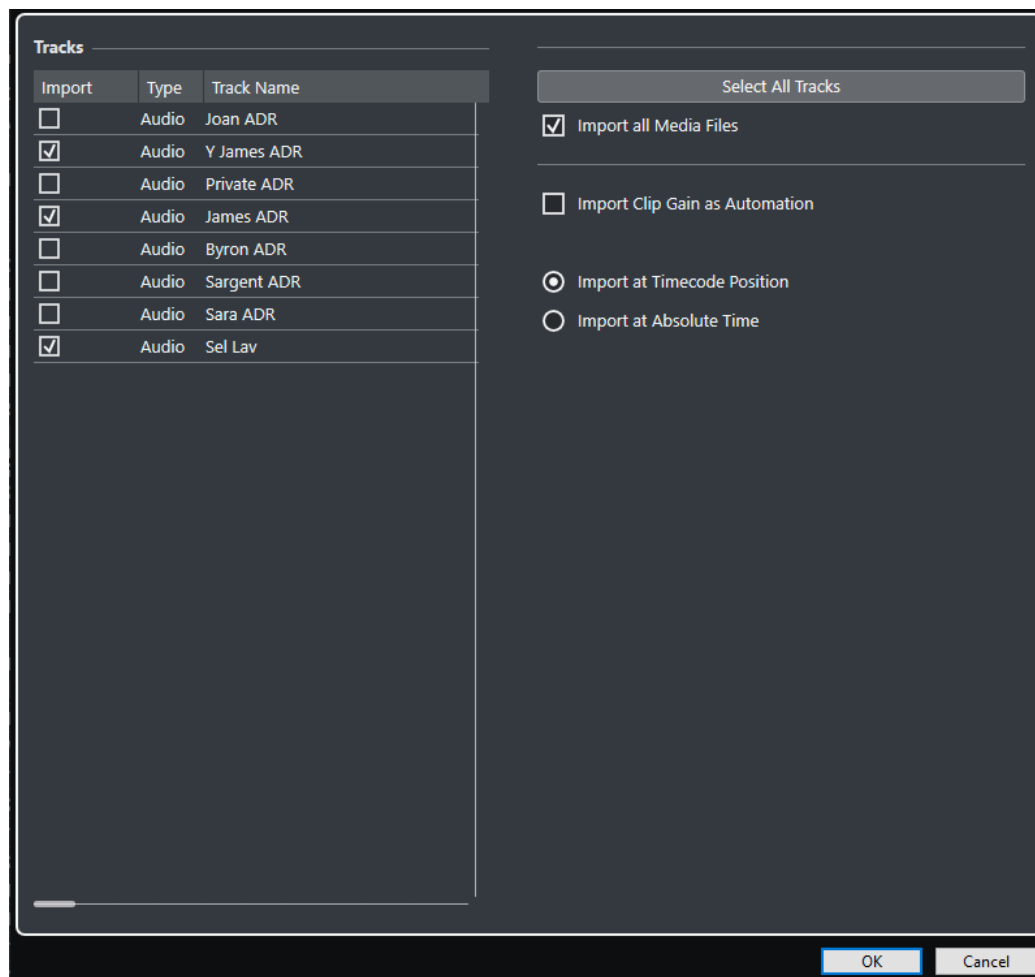 Tracks
Import Type Track Name
Audio Joan ADR
Audio Y James ADR
Audio Private ADR
Audio James ADR
Audio Byron ADR
Audio Sargent ADR
Audio Sara ADR
Audio Sel Lav
Select All Tracks
Import all Media Files
Import Clip Gain as Automation
Import at Timecode Position
Import at Absolute Time
OK Cancel